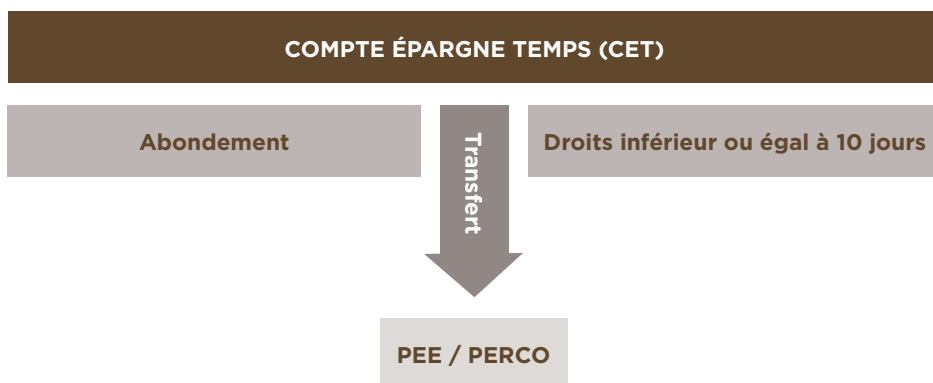 COMPTE ÉPARGNE TEMPS (CET)
Abondement
Transfert
Droits inférieur ou égal à 10 jours
PEE / PERCO